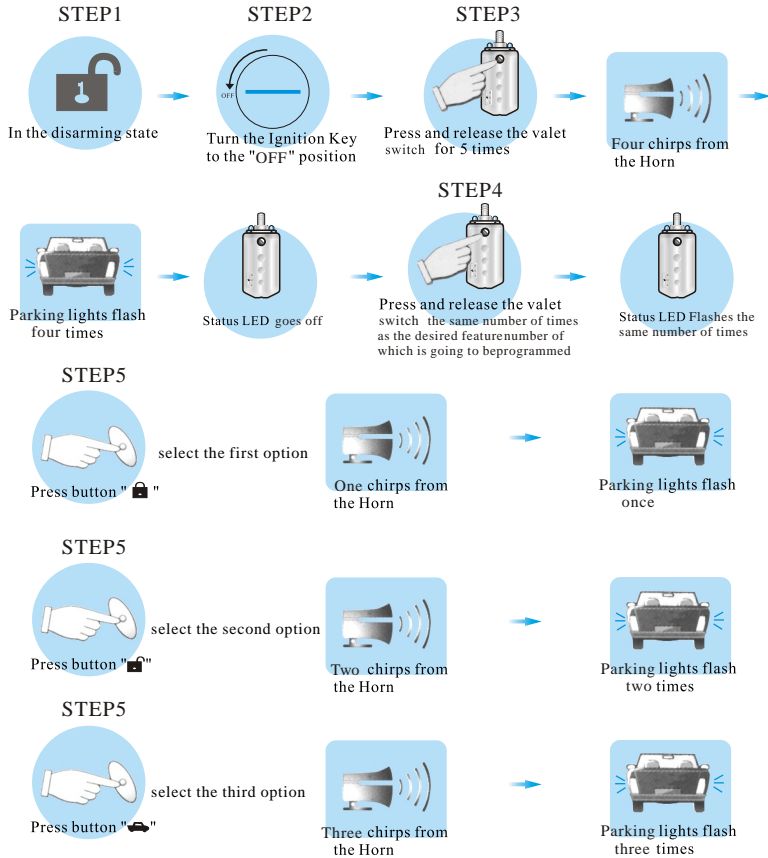 STEP1
STEP2
STEP3
OFF
In the disarming state
Turn the Ignition Key
to the "OFF" position
Press and release the valet
switch for 5 times
Four chirps from
the Horn
STEP4
Parking lights flash
four times
Status LED goes off
Press and release the valet
switch the same number of times
as the desired featurenumber of
which is going to beprogrammed
Status LED Flashes the
same number of times
STEP5
select the first option
Press button " "
One chirps from
the Horn
Parking lights flash
once
STEP5
select the second option
Press button " "
Two chirps from
the Horn
Parking lights flash
two times
STEP5
select the third option
Press button " "
Three chirps from
the Horn
Parking lights flash
three times